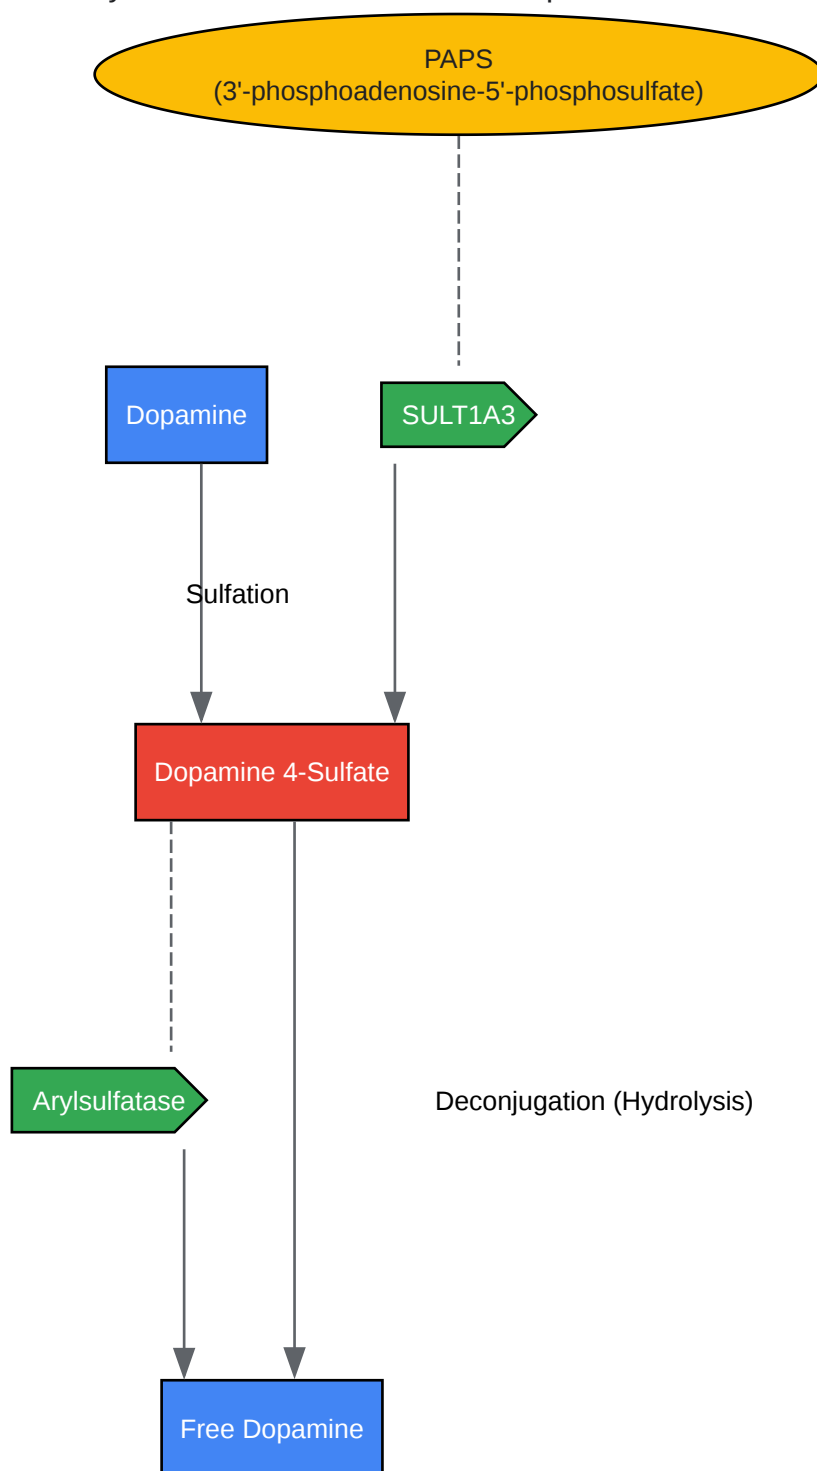 PAPS
(3'-phosphoadenosine-5'-phosphosulfate)
Dopamine
SULT1A3
Sulfation
Dopamine 4-Sulfate
Arylsulfatase
Deconjugation (Hydrolysis)
Free Dopamine